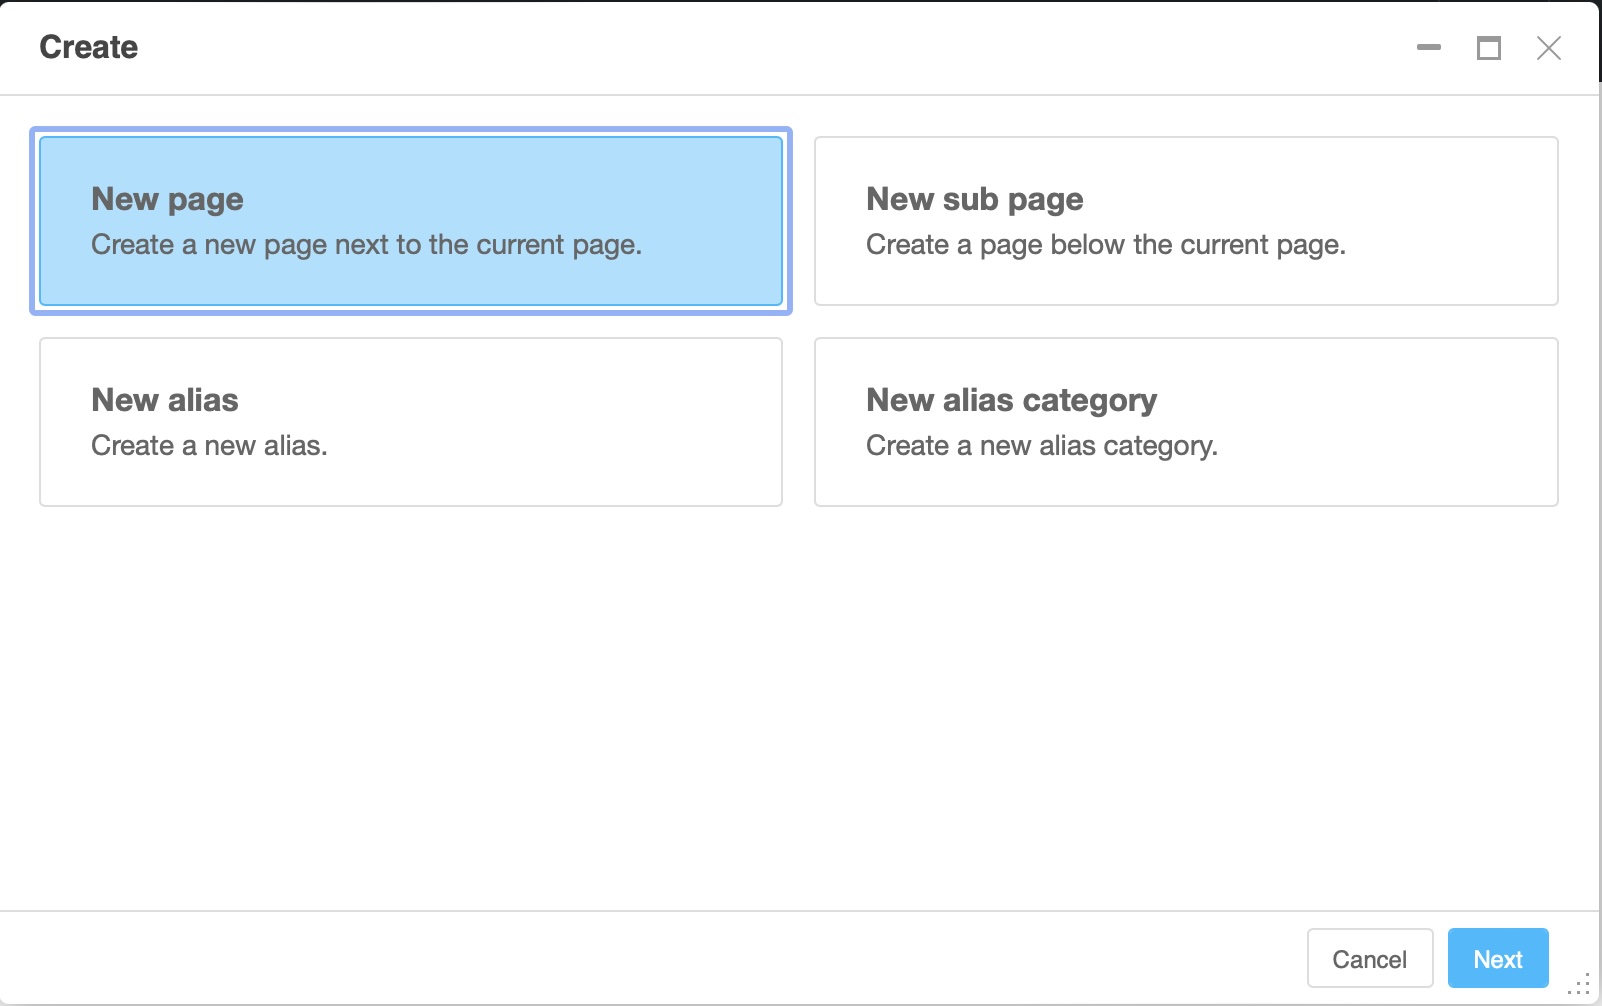 Create
New page
Create a new page next to the current page.
New sub page
Create a page below the current page.
New alias
Create a new alias.
New alias category
Create a new alias category.
Cancel
Next